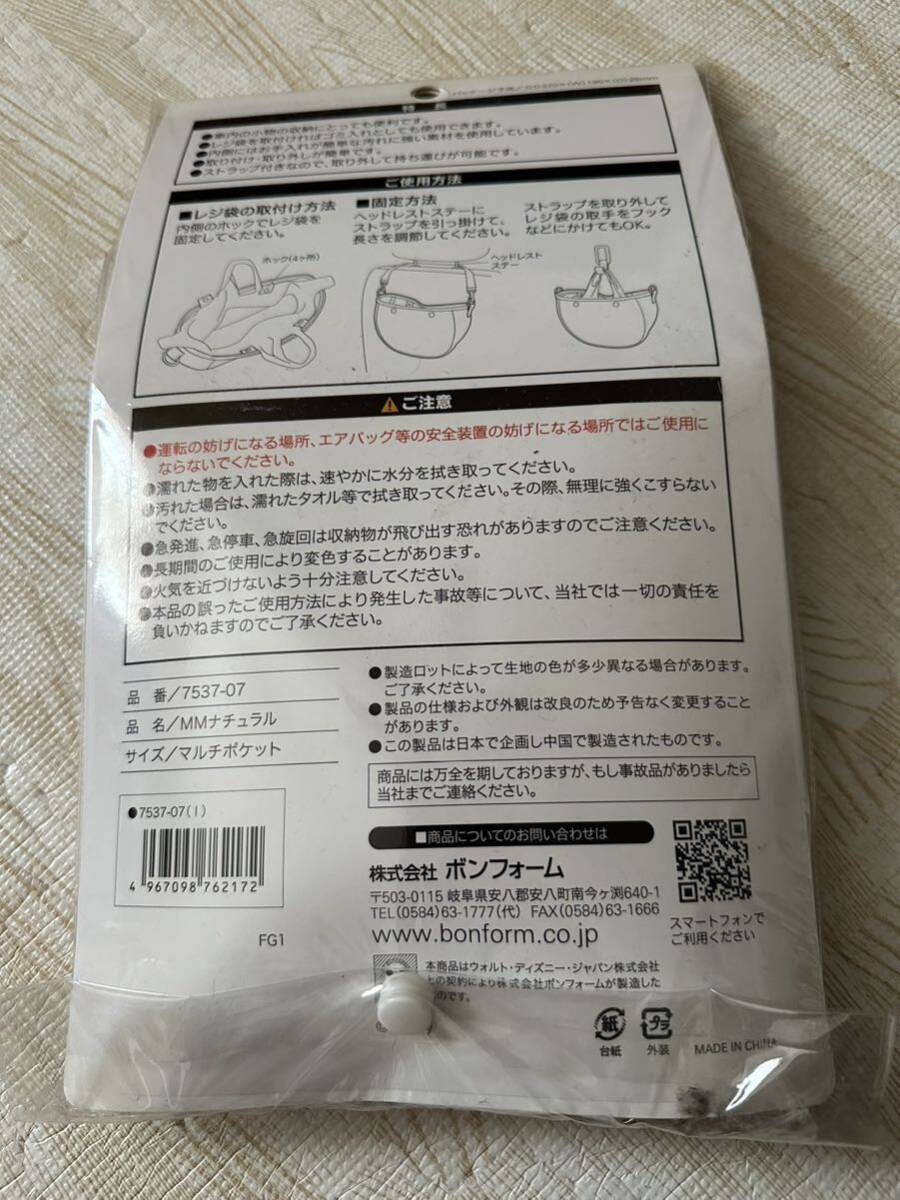 特 長
●車内の小物の収納にとっても便利です。
●レジ袋を取付ければゴミ入れとしても使用できます。
●内側にはお手入れが簡単な汚れに強い素材を使用しています。
●取り付け・取り外しが簡単です。
●ストラップ付きなので、取り外して持ち運びが可能です。
ご使用方法
■レジ袋の取付け方法
内側のホックでレジ袋を
固定してください。
ホック(4ヶ所)
■固定方法
ヘッドレストステーに
ストラップを引っ掛けて、
長さを調節してください。
ヘッドレスト
ステー
ストラップを取り外して
レジ袋の取手をフック
などにかけてもOK。
⚠ご注意
●運転の妨げになる場所、エアバッグ等の安全装置の妨げになる場所ではご使用に
ならないでください。
●濡れた物を入れた際は、速やかに水分を拭き取ってください。
●汚れた場合は、濡れたタオル等で拭き取ってください。その際、無理に強くこすらない
でください。
●急発進、急停車、急旋回は収納物が飛び出す恐れがありますのでご注意ください。
●長期間のご使用により変色することがあります。
●火気を近づけないよう十分注意してください。
●本品の誤ったご使用方法により発生した事故等について、当社では一切の責任を
負いかねますのでご了承ください。
品 番/7537-07
品 名/MMナチュラル
サイズ/マルチポケット
●製造ロットによって生地の色が多少異なる場合があります。
ご了承ください。
●製品の仕様および外観は改良のため予告なく変更すること
があります。
●この製品は日本で企画し中国で製造されたものです。
商品には万全を期しておりますが、もし事故品がありましたら
当社までご連絡ください。
●7537-07(I)
4 967098 762172
FG1
■商品についてのお問い合わせは
株式会社 ボンフォーム
〒503-0115 岐阜県安八郡安八町南今ヶ渕640-1
TEL(0584)63-1777(代) FAX(0584)63-1666
www.bonform.co.jp
スマートフォンで
ご利用ください
本商品はウォルト・ディズニー・ジャパン株式会社
との契約により株式会社ボンフォームが製造した
ものです。
紙
台紙
プラ
外装
MADE IN CHINA